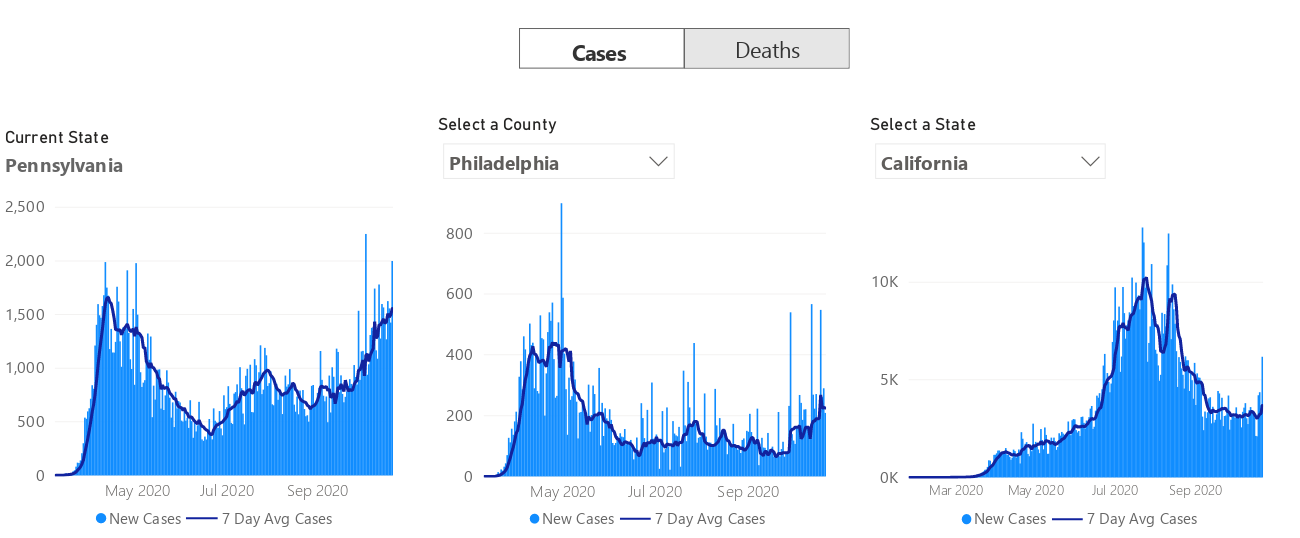 Cases Deaths
Current State
Pennsylvania
2,500
2,000
1,500
1,000
500
0
May 2020 Jul 2020 Sep 2020
New Cases 7 Day Avg Cases
Select a County
Philadelphia
800
600
400
200
0
May 2020 Jul 2020 Sep 2020
New Cases 7 Day Avg Cases
Select a State
California
10K
5K
0K
Mar 2020 May 2020 Jul 2020 Sep 2020
New Cases 7 Day Avg Cases